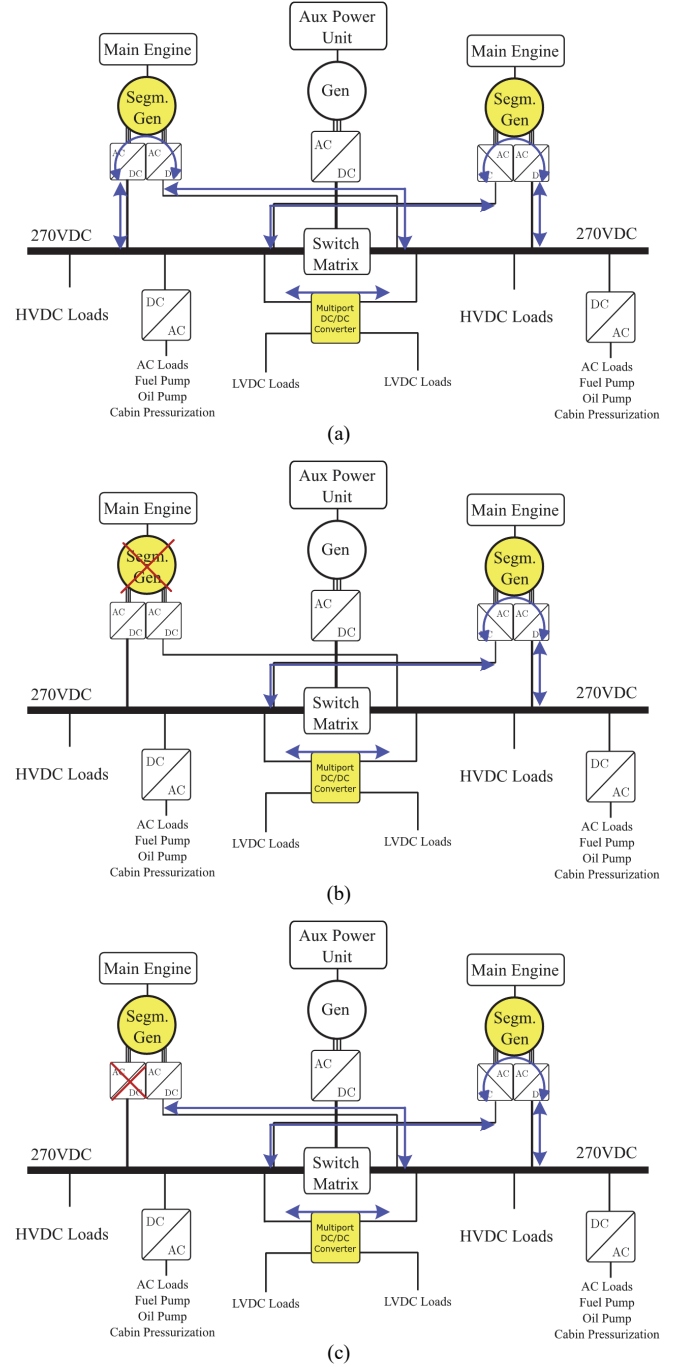 Aux Power
Unit
Main Engine
Main Engine
Segm.
Gen
Gen
Segm.
Gen
AC
DC
AC
DC
AC
DC
AC
C
AC
D
270VDC
270VDC
Switch
Matrix
HVDC Loads
DC
AC
Multiport
DC/DC
Converter
HVDC Loads
DC
AC
AC Loads
Fuel Pump
Oil Pump
Cabin Pressurization
LVDC Loads
LVDC Loads
AC Loads
Fuel Pump
Oil Pump
Cabin Pressurization
(a)
Aux Power
Unit
Main Engine
Main Engine
Segm.
Gen
Gen
Segm.
Gen
AC
DC
AC
DC
AC
DC
AC
C
AC
D
270VDC
270VDC
Switch
Matrix
HVDC Loads
DC
AC
Multiport
DC/DC
Converter
HVDC Loads
DC
AC
AC Loads
Fuel Pump
Oil Pump
Cabin Pressurization
LVDC Loads
LVDC Loads
AC Loads
Fuel Pump
Oil Pump
Cabin Pressurization
(b)
Aux Power
Unit
Main Engine
Main Engine
Segm.
Gen
Gen
Segm.
Gen
AC
DC
AC
DC
AC
DC
AC
C
AC
D
270VDC
270VDC
Switch
Matrix
HVDC Loads
DC
AC
Multiport
DC/DC
Converter
HVDC Loads
DC
AC
AC Loads
Fuel Pump
Oil Pump
Cabin Pressurization
LVDC Loads
LVDC Loads
AC Loads
Fuel Pump
Oil Pump
Cabin Pressurization
(c)